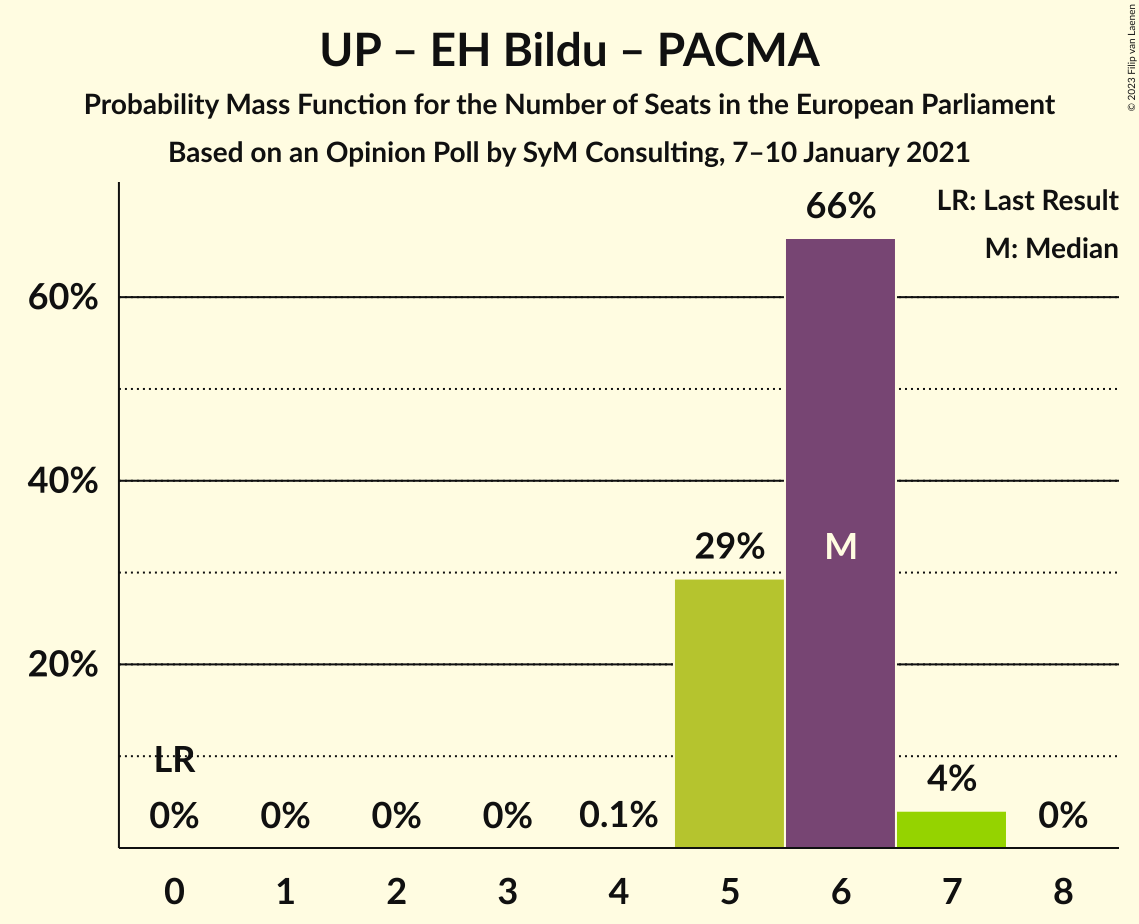 UP – EH Bildu – PACMA
Probability Mass Function for the Number of Seats in the European Parliament
Based on an Opinion Poll by SyM Consulting, 7–10 January 2021
© 2023 Filip van Laenen
LR: Last Result
M: Median
66%
60%
40%
29%
M
20%
LR
4%
0%
0%
0%
0%
0.1%
0%
0 1 2 3 4 5 6 7 8